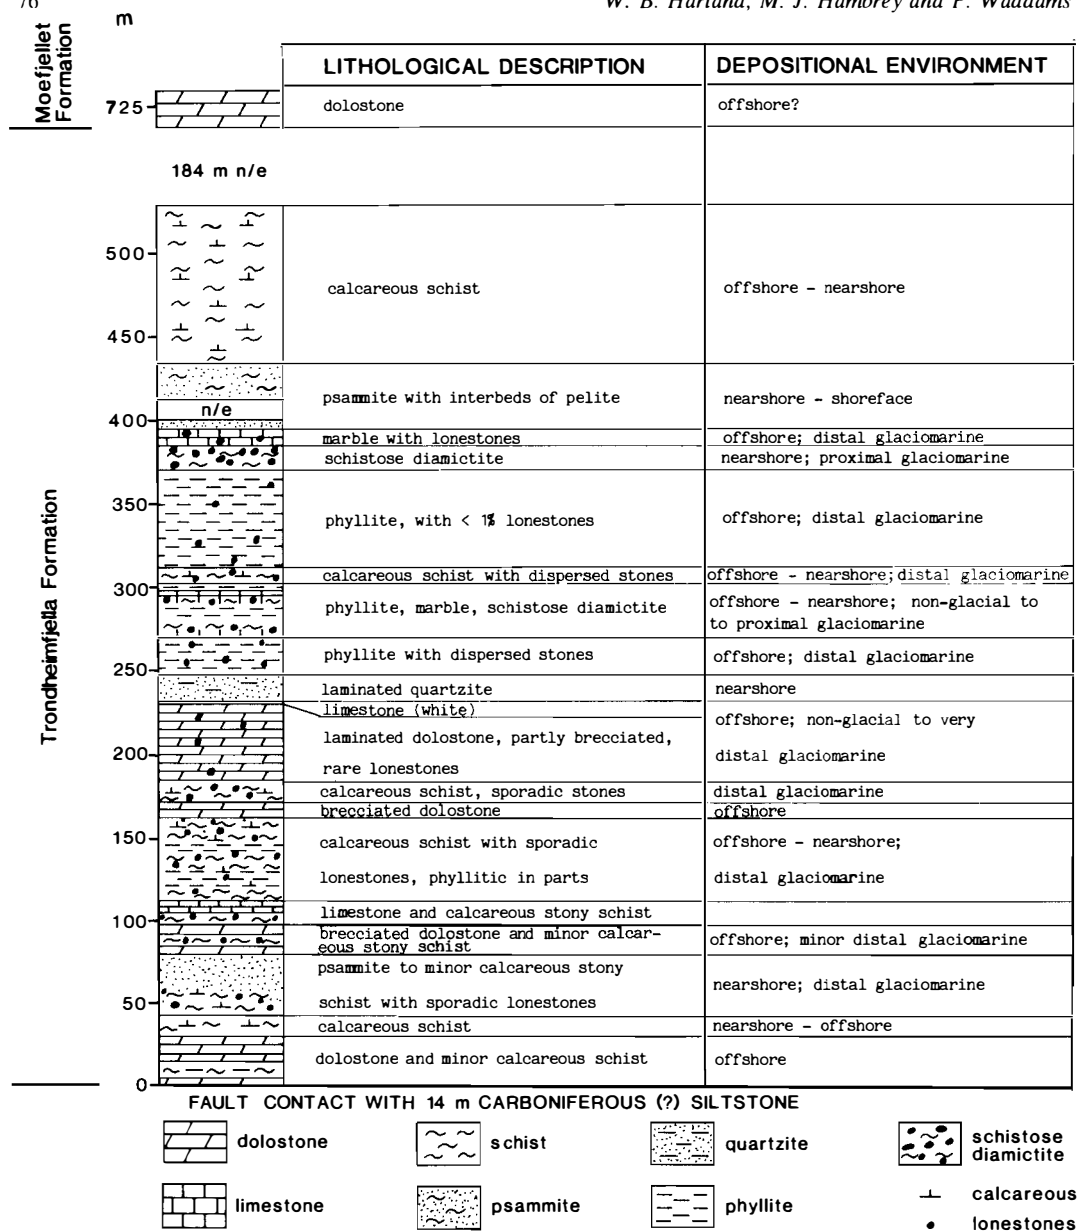 76
W. B. Harland, M. J. Hambrey and P. Waddams
m
Moefjellet
Formation
LITHOLOGICAL DESCRIPTION
DEPOSITIONAL ENVIRONMENT
725
dolostone
offshore?
184 m n/e
500
calcareous schist
offshore – nearshore
450
psammite with interbeds of pelite
nearshore – shoreface
n/e
400
marble with lonestones
offshore; distal glaciomarine
schistose diamictite
nearshore; proximal glaciomarine
350
phyllite, with < 1% lonestones
offshore; distal glaciomarine
Trondheimfjella Formation
calcareous schist with dispersed stones
offshore – nearshore; distal glaciomarine
300
phyllite, marble, schistose diamictite
offshore – nearshore; non-glacial to
to proximal glaciomarine
250
phyllite with dispersed stones
offshore; distal glaciomarine
laminated quartzite
nearshore
limestone (white)
offshore; non-glacial to very
laminated dolostone, partly brecciated,
200
distal glaciomarine
rare lonestones
calcareous schist, sporadic stones
distal glaciomarine
brecciated dolostone
offshore
150
calcareous schist with sporadic
offshore – nearshore;
lonestones, phyllitic in parts
distal glaciomarine
100
limestone and calcareous stony schist
brecciated dolostone and minor calcar-
eous stony schist
offshore; minor distal glaciomarine
psammite to minor calcareous stony
nearshore; distal glaciomarine
50
schist with sporadic lonestones
calcareous schist
nearshore – offshore
dolostone and minor calcareous schist
offshore
0
FAULT CONTACT WITH 14 m CARBONIFEROUS (?) SILTSTONE
dolostone
schist
quartzite
schistose
diamictite
limestone
psammite
phyllite
calcareous
lonestones